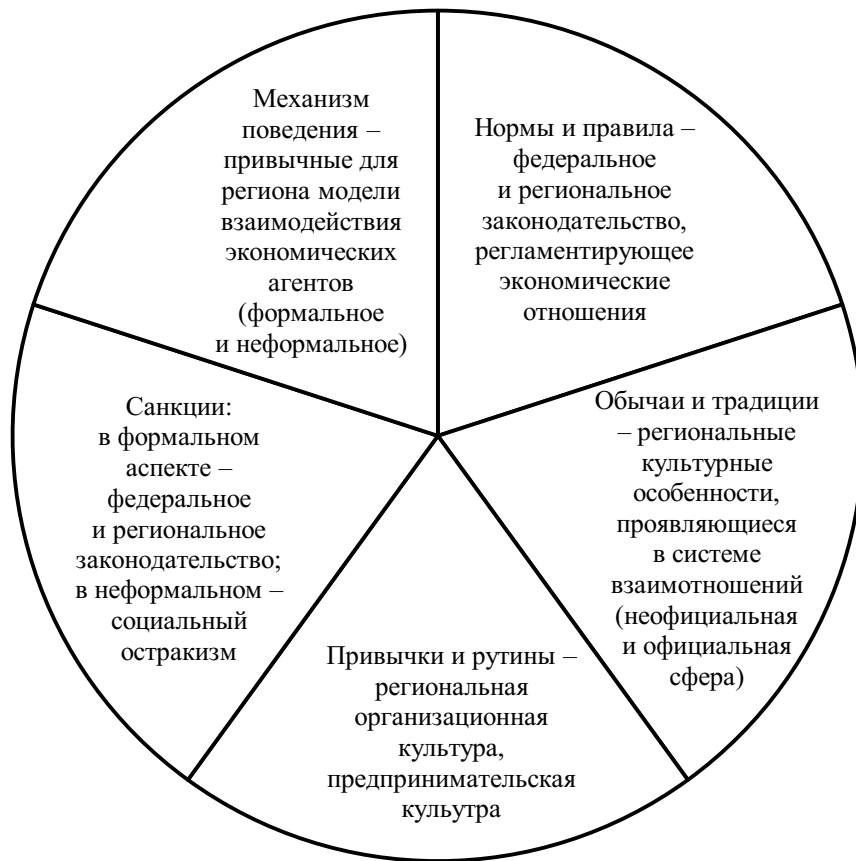 Механизм
поведения –
привычные для
региона модели
взаимодействия
экономических
агентов
(формальное
и неформальное)
Нормы и правила –
федеральное
и региональное
законодательство,
регламентирующее
экономические
отношения
Обычаи и традиции
– региональные
культурные
особенности,
проявляющиеся
в системе
взаимотношений
(неофициальная
и официальная
сфера)
Привычки и рутины –
региональная
организационная
культура,
предпринимательская
кульутра
Санкции:
в формальном
аспекте –
федеральное
и региональное
законодательство;
в неформальном –
социальный
остракизм